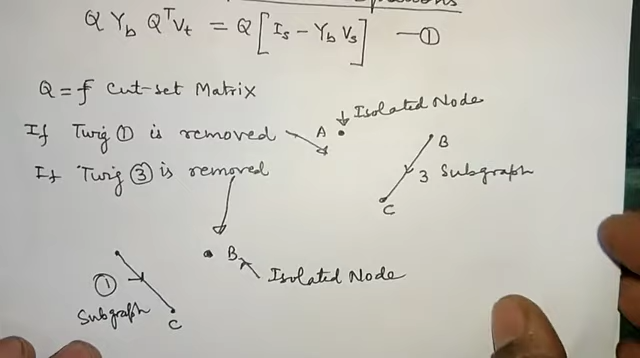 Equations
Q Y_b Q^T V_t = Q [ I_s - Y_b V_s ] — ①
Q = f Cut-set Matrix
If Twig ① is removed
A
Isolated Node
B
3 Subgraph
C
If Twig ③ is removed
B
Isolated Node
①
Subgraph
C